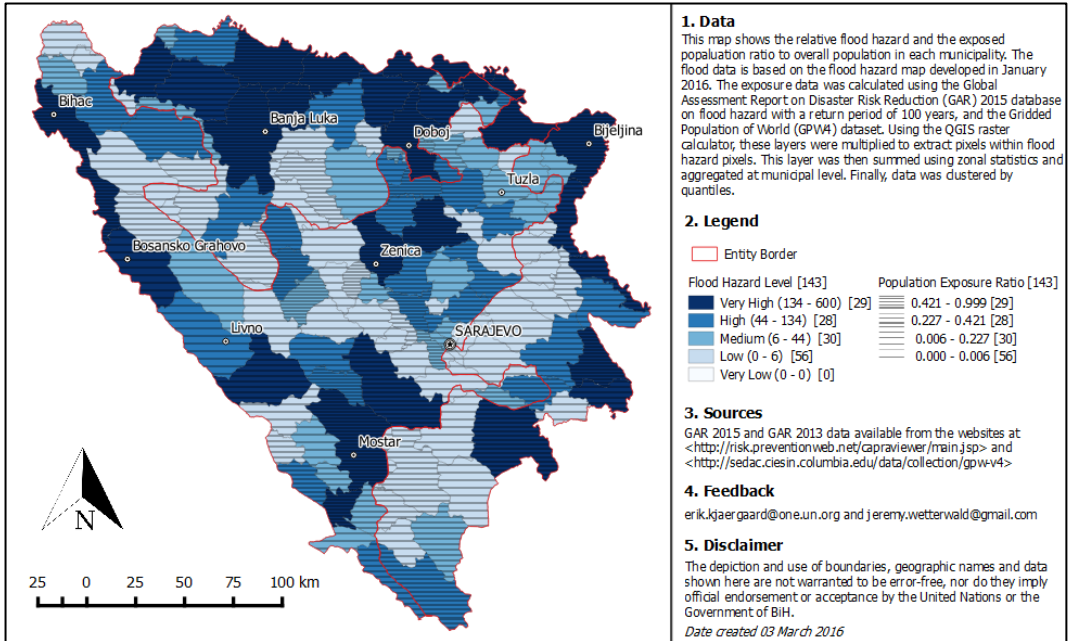 Bihac
Banja Luka
Doboj
Bijeljina
Tuzla
Bosansko Grahovo
Zenica
Livno
SARAJEVO
Mostar
N
25 0 25 50 75 100 km
1. Data
This map shows the relative flood hazard and the exposed
popaluation ratio to overall population in each municipality. The
flood data is based on the flood hazard map developed in January
2016. The exposure data was calculated using the Global
Assessment Report on Disaster Risk Reduction (GAR) 2015 database
on flood hazard with a return period of 100 years, and the Gridded
Population of World (GPW4) dataset. Using the QGIS raster
calculator, these layers were multiplied to extract pixels within flood
hazard pixels. This layer was then summed using zonal statistics and
aggregated at municipal level. Finally, data was clustered by
quantiles.
2. Legend
Entity Border
Flood Hazard Level [143]
Very High (134 - 600) [29]
High (44 - 134) [28]
Medium (6 - 44) [30]
Low (0 - 6) [56]
Very Low (0 - 0) [0]
Population Exposure Ratio [143]
0.421 - 0.999 [29]
0.227 - 0.421 [28]
0.006 - 0.227 [30]
0.000 - 0.006 [56]
3. Sources
GAR 2015 and GAR 2013 data available from the websites at
<http://risk.preventionweb.net/capraviewer/main.jsp> and
<http://sedac.ciesin.columbia.edu/data/collection/gpw-v4>
4. Feedback
erik.kjaergaard@one.un.org and jeremy.wetterwald@gmail.com
5. Disclaimer
The depiction and use of boundaries, geographic names and data
shown here are not warranted to be error-free, nor do they imply
official endorsement or acceptance by the United Nations or the
Government of BiH.
Date created 03 March 2016